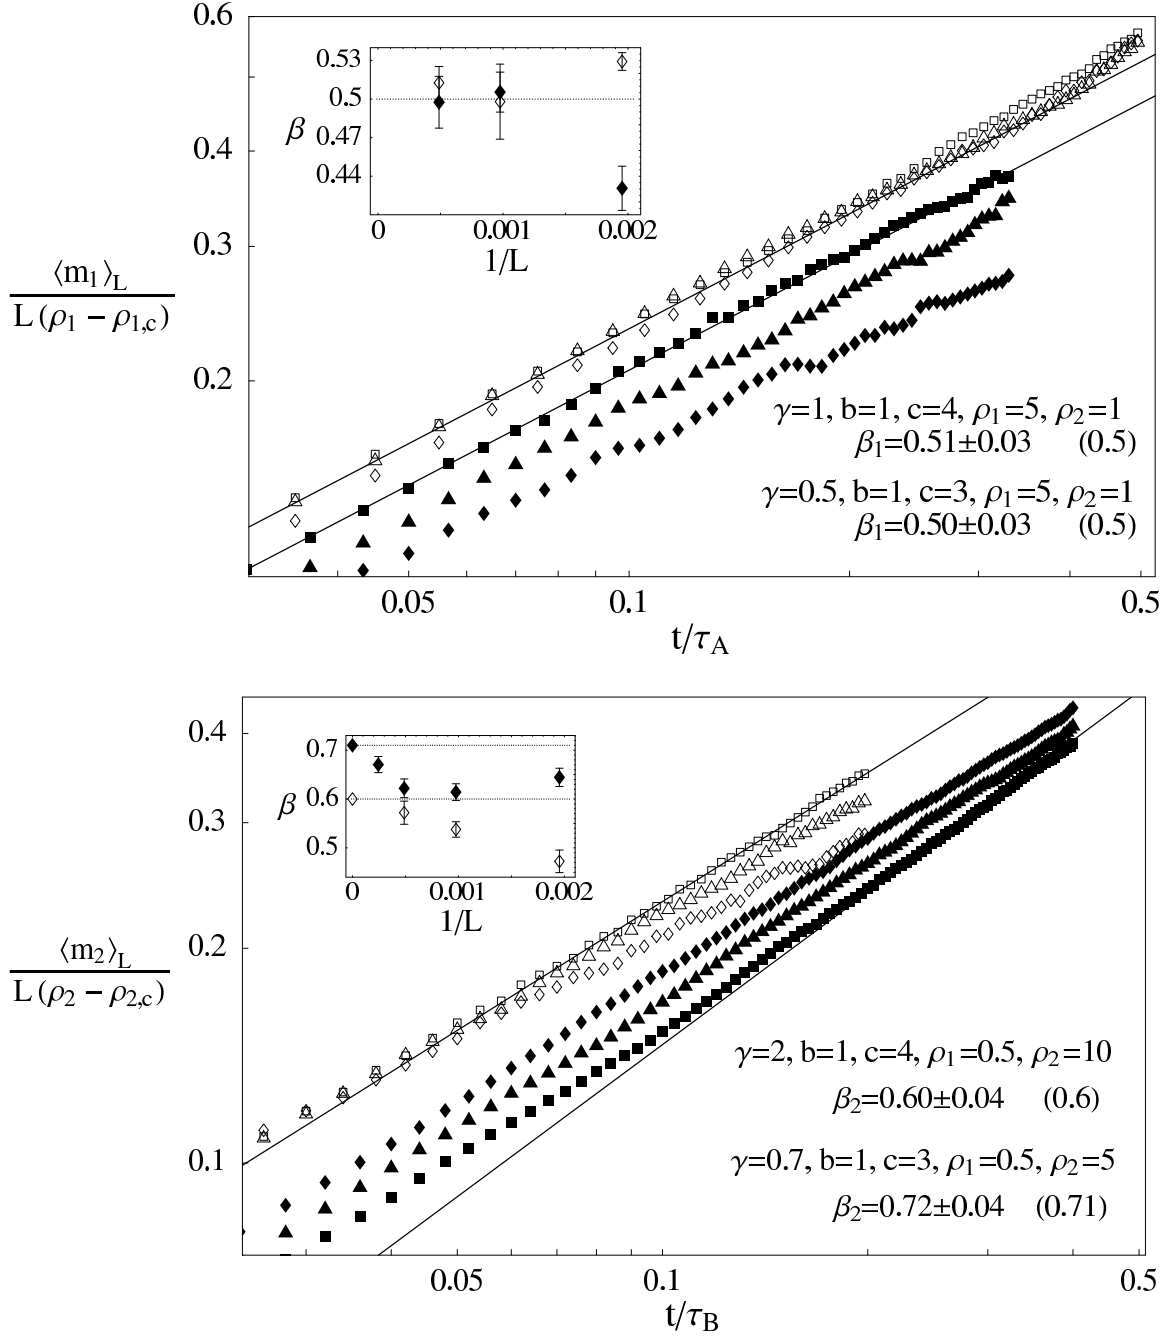 0.6
0.53
0.5
β 0.47
0.44
0.4
0 0.001 0.002
1/L
0.3
⟨m₁⟩_L
L (ρ₁ − ρ₁,c)
0.2
γ=1, b=1, c=4, ρ₁=5, ρ₂=1
β₁=0.51±0.03 (0.5)
γ=0.5, b=1, c=3, ρ₁=5, ρ₂=1
β₁=0.50±0.03 (0.5)
0.05 0.1 0.5
t/τ_A
0.4
0.7
β 0.6
0.5
0 0.001 0.002
1/L
0.3
0.2
⟨m₂⟩_L
L (ρ₂ − ρ₂,c)
γ=2, b=1, c=4, ρ₁=0.5, ρ₂=10
β₂=0.60±0.04 (0.6)
γ=0.7, b=1, c=3, ρ₁=0.5, ρ₂=5
β₂=0.72±0.04 (0.71)
0.1
0.05 0.1 0.5
t/τ_B